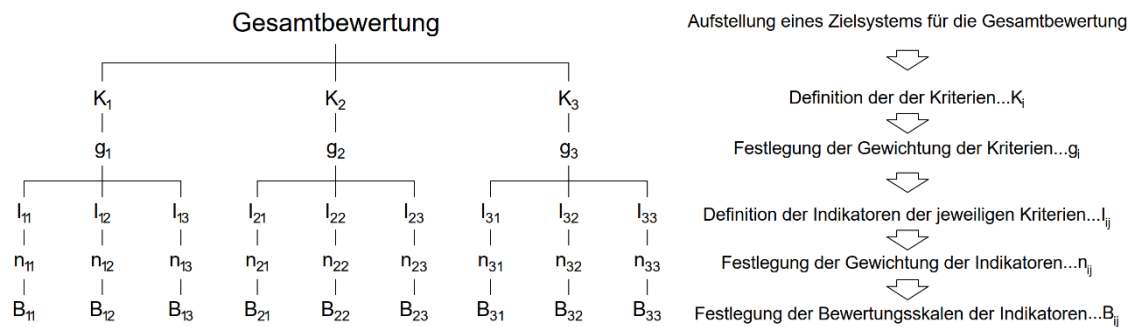 Gesamtbewertung
K₁ K₂ K₃
g₁ g₂ g₃
I₁₁ I₁₂ I₁₃ I₂₁ I₂₂ I₂₃ I₃₁ I₃₂ I₃₃
n₁₁ n₁₂ n₁₃ n₂₁ n₂₂ n₂₃ n₃₁ n₃₂ n₃₃
B₁₁ B₁₂ B₁₃ B₂₁ B₂₂ B₂₃ B₃₁ B₃₂ B₃₃
Aufstellung eines Zielsystems für die Gesamtbewertung
Definition der der Kriterien...Kᵢ
Festlegung der Gewichtung der Kriterien...gᵢ
Definition der Indikatoren der jeweiligen Kriterien...Iᵢⱼ
Festlegung der Gewichtung der Indikatoren...nᵢⱼ
Festlegung der Bewertungsskalen der Indikatoren...Bᵢⱼ